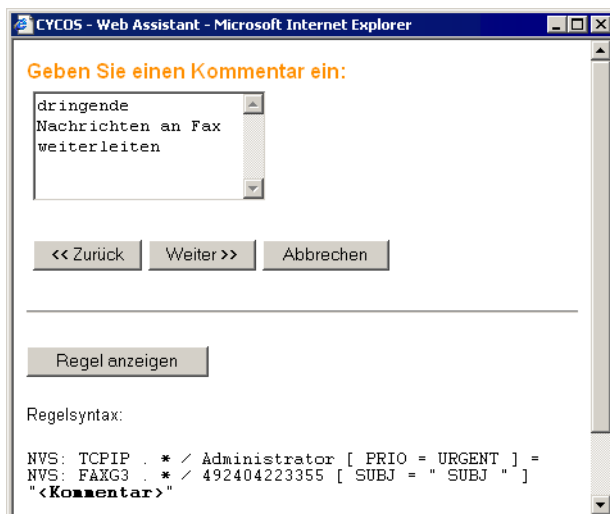 CYCOS - Web Assistant - Microsoft Internet Explorer
Geben Sie einen Kommentar ein:
dringende
Nachrichten an Fax
weiterleiten
<< Zurück   Weiter >>   Abbrechen
Regel anzeigen
Regelsyntax:
NVS: TCPIP . * / Administrator [ PRIO = URGENT ] =
NVS: FAXG3 . * / 492404223355 [ SUBJ = " SUBJ " ]
"<Kommentar>"